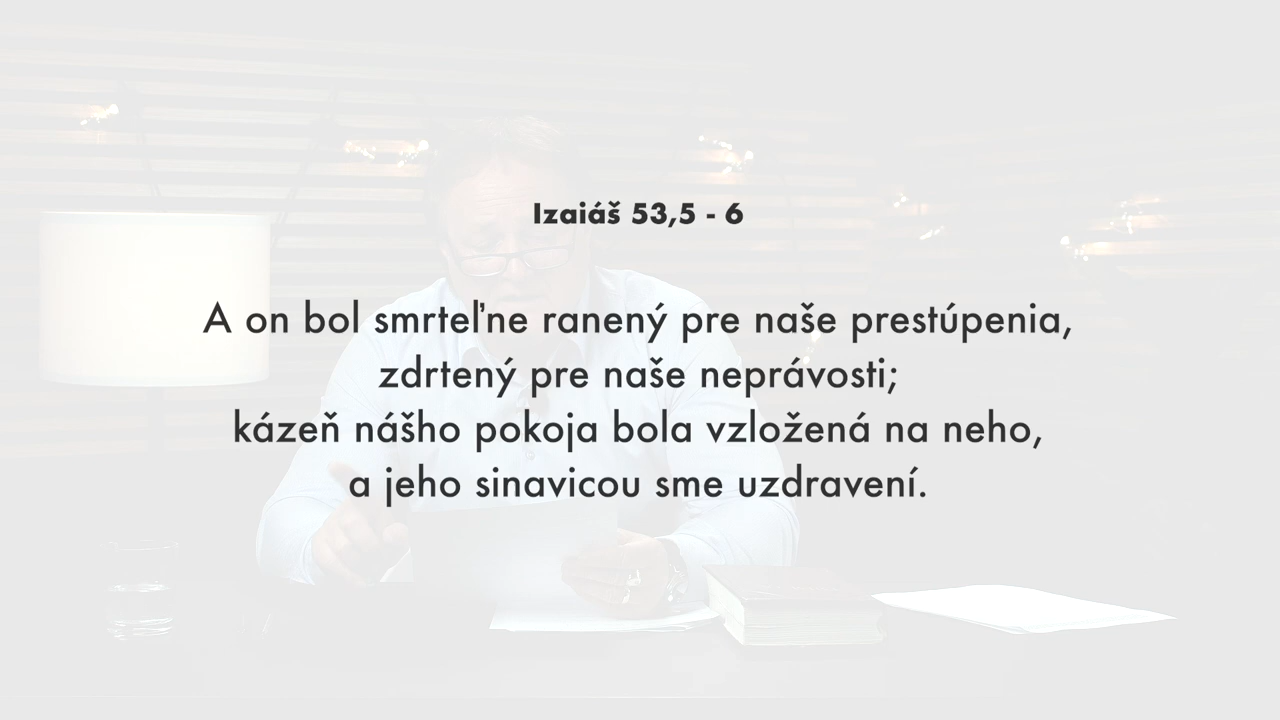 Izaiáš 53,5 - 6
A on bol smrteľne ranený pre naše prestúpenia,
zdrtený pre naše neprávosti;
kázeň nášho pokoja bola vzložená na neho,
a jeho sinavicou sme uzdravení.